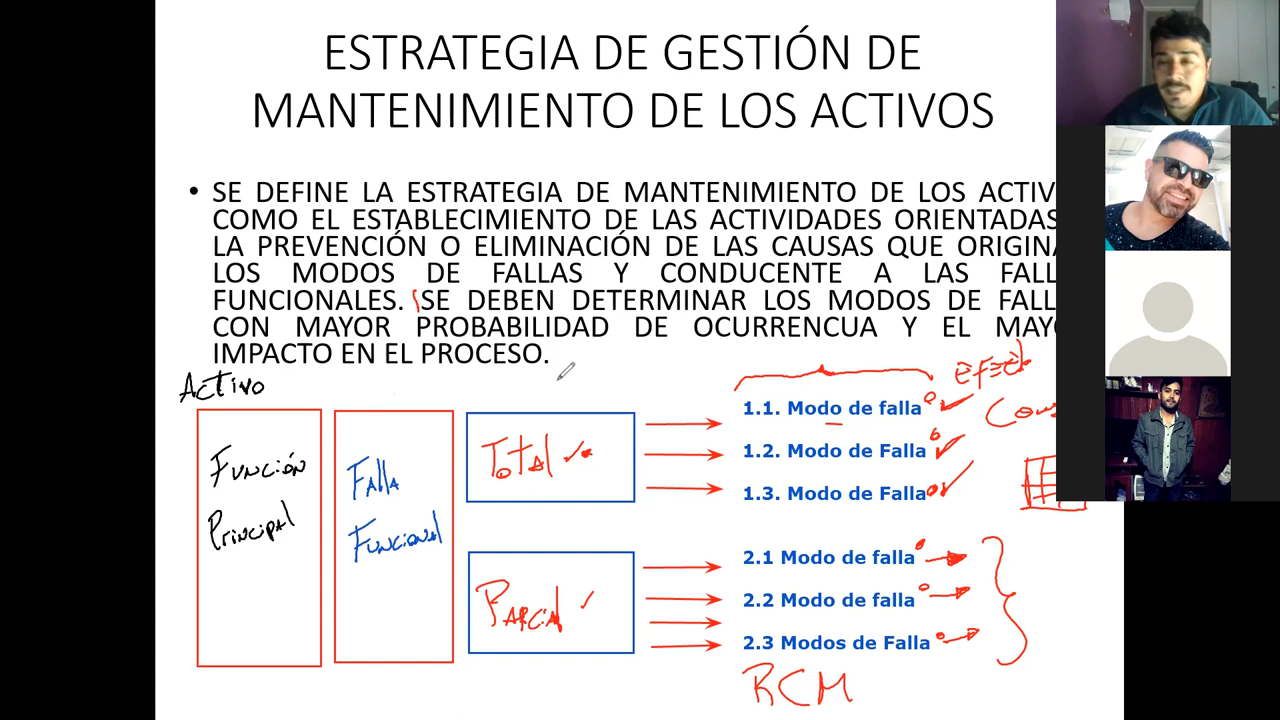 ESTRATEGIA DE GESTIÓN DE
MANTENIMIENTO DE LOS ACTIVOS
• SE DEFINE LA ESTRATEGIA DE MANTENIMIENTO DE LOS ACTIV
COMO EL ESTABLECIMIENTO DE LAS ACTIVIDADES ORIENTADAS
LA PREVENCIÓN O ELIMINACIÓN DE LAS CAUSAS QUE ORIGINA
LOS MODOS DE FALLAS Y CONDUCENTE A LAS FALL
FUNCIONALES. SE DEBEN DETERMINAR LOS MODOS DE FALL
CON MAYOR PROBABILIDAD DE OCURRENCUA Y EL MAYO
IMPACTO EN EL PROCESO.
Activo
Función
Principal
Falla
Funcional
Total
Parcial
1.1. Modo de falla
1.2. Modo de Falla
1.3. Modo de Falla
2.1 Modo de falla
2.2 Modo de falla
2.3 Modos de Falla
RCM